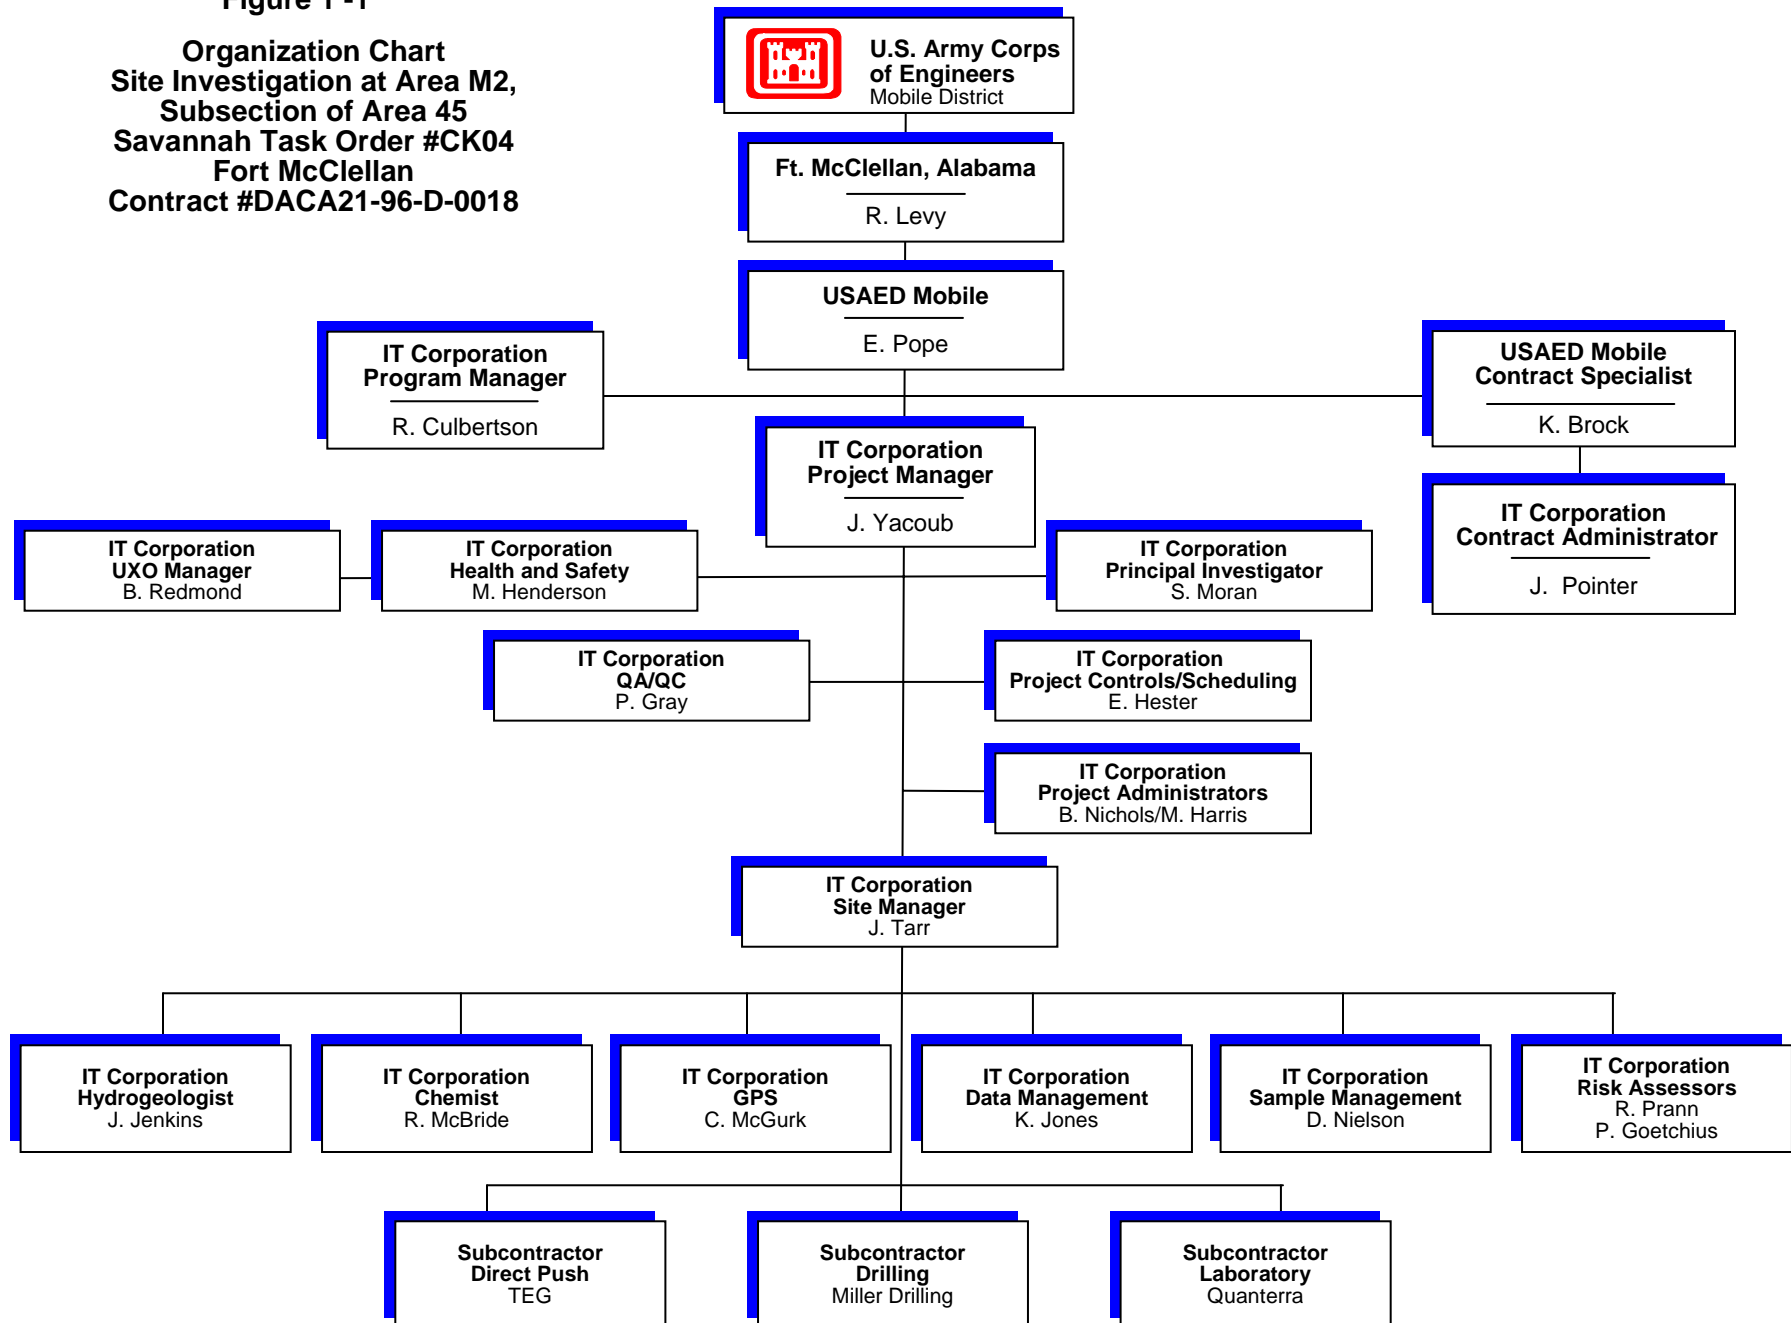 Figure 1 -1
Organization Chart
Site Investigation at Area M2,
Subsection of Area 45
Savannah Task Order #CK04
Fort McClellan
Contract #DACA21-96-D-0018
U.S. Army Corps
of Engineers
Mobile District
Ft. McClellan, Alabama
R. Levy
USAED Mobile
E. Pope
IT Corporation
Program Manager
R. Culbertson
USAED Mobile
Contract Specialist
K. Brock
IT Corporation
Project Manager
J. Yacoub
IT Corporation
Contract Administrator
J. Pointer
IT Corporation
UXO Manager
B. Redmond
IT Corporation
Health and Safety
M. Henderson
IT Corporation
Principal Investigator
S. Moran
IT Corporation
QA/QC
P. Gray
IT Corporation
Project Controls/Scheduling
E. Hester
IT Corporation
Project Administrators
B. Nichols/M. Harris
IT Corporation
Site Manager
J. Tarr
IT Corporation
Hydrogeologist
J. Jenkins
IT Corporation
Chemist
R. McBride
IT Corporation
GPS
C. McGurk
IT Corporation
Data Management
K. Jones
IT Corporation
Sample Management
D. Nielson
IT Corporation
Risk Assessors
R. Prann
P. Goetchius
Subcontractor
Direct Push
TEG
Subcontractor
Drilling
Miller Drilling
Subcontractor
Laboratory
Quanterra